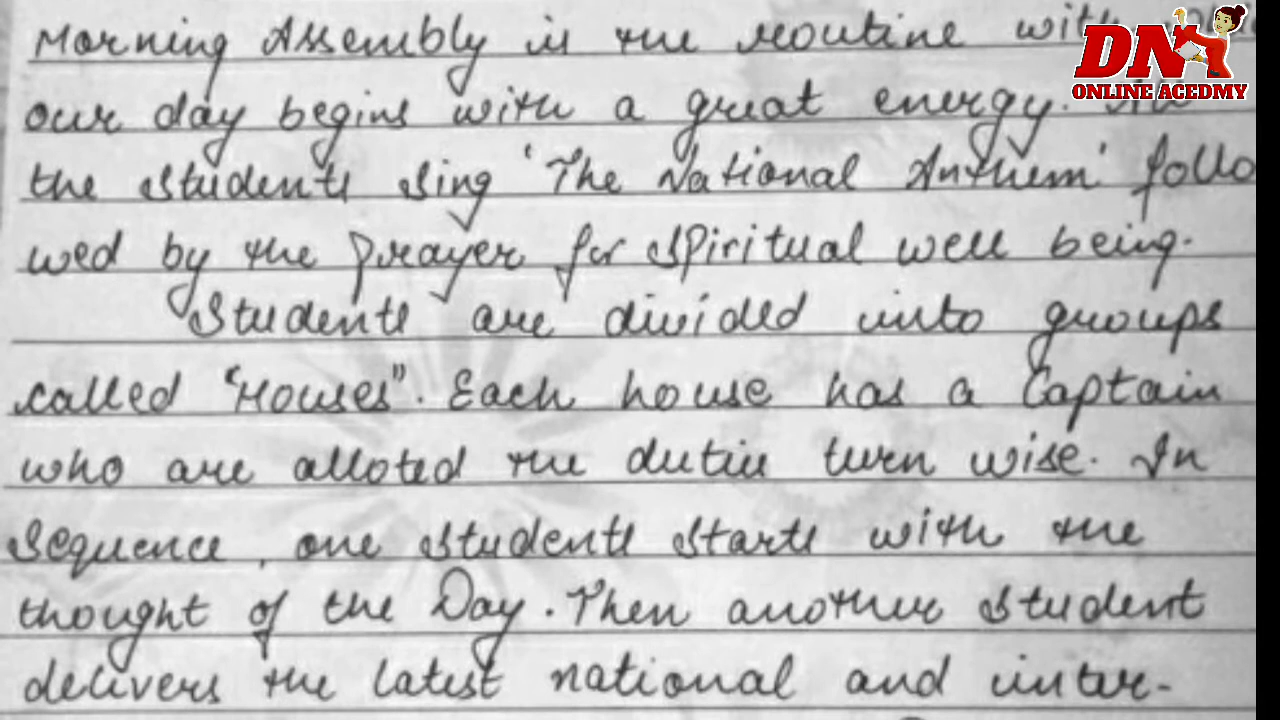 Morning Assembly is the routine with
our day begins with a great energy.
the students sing 'The National Anthem' follo
wed by the prayer for spiritual well being.
Students are divided into groups
called "Houses". Each house has a Captain
who are alloted the duties turn wise. In
Sequence, one students starts with the
thought of the Day. Then another student
delivers the latest national and inter-
DN
ONLINE ACEDMY